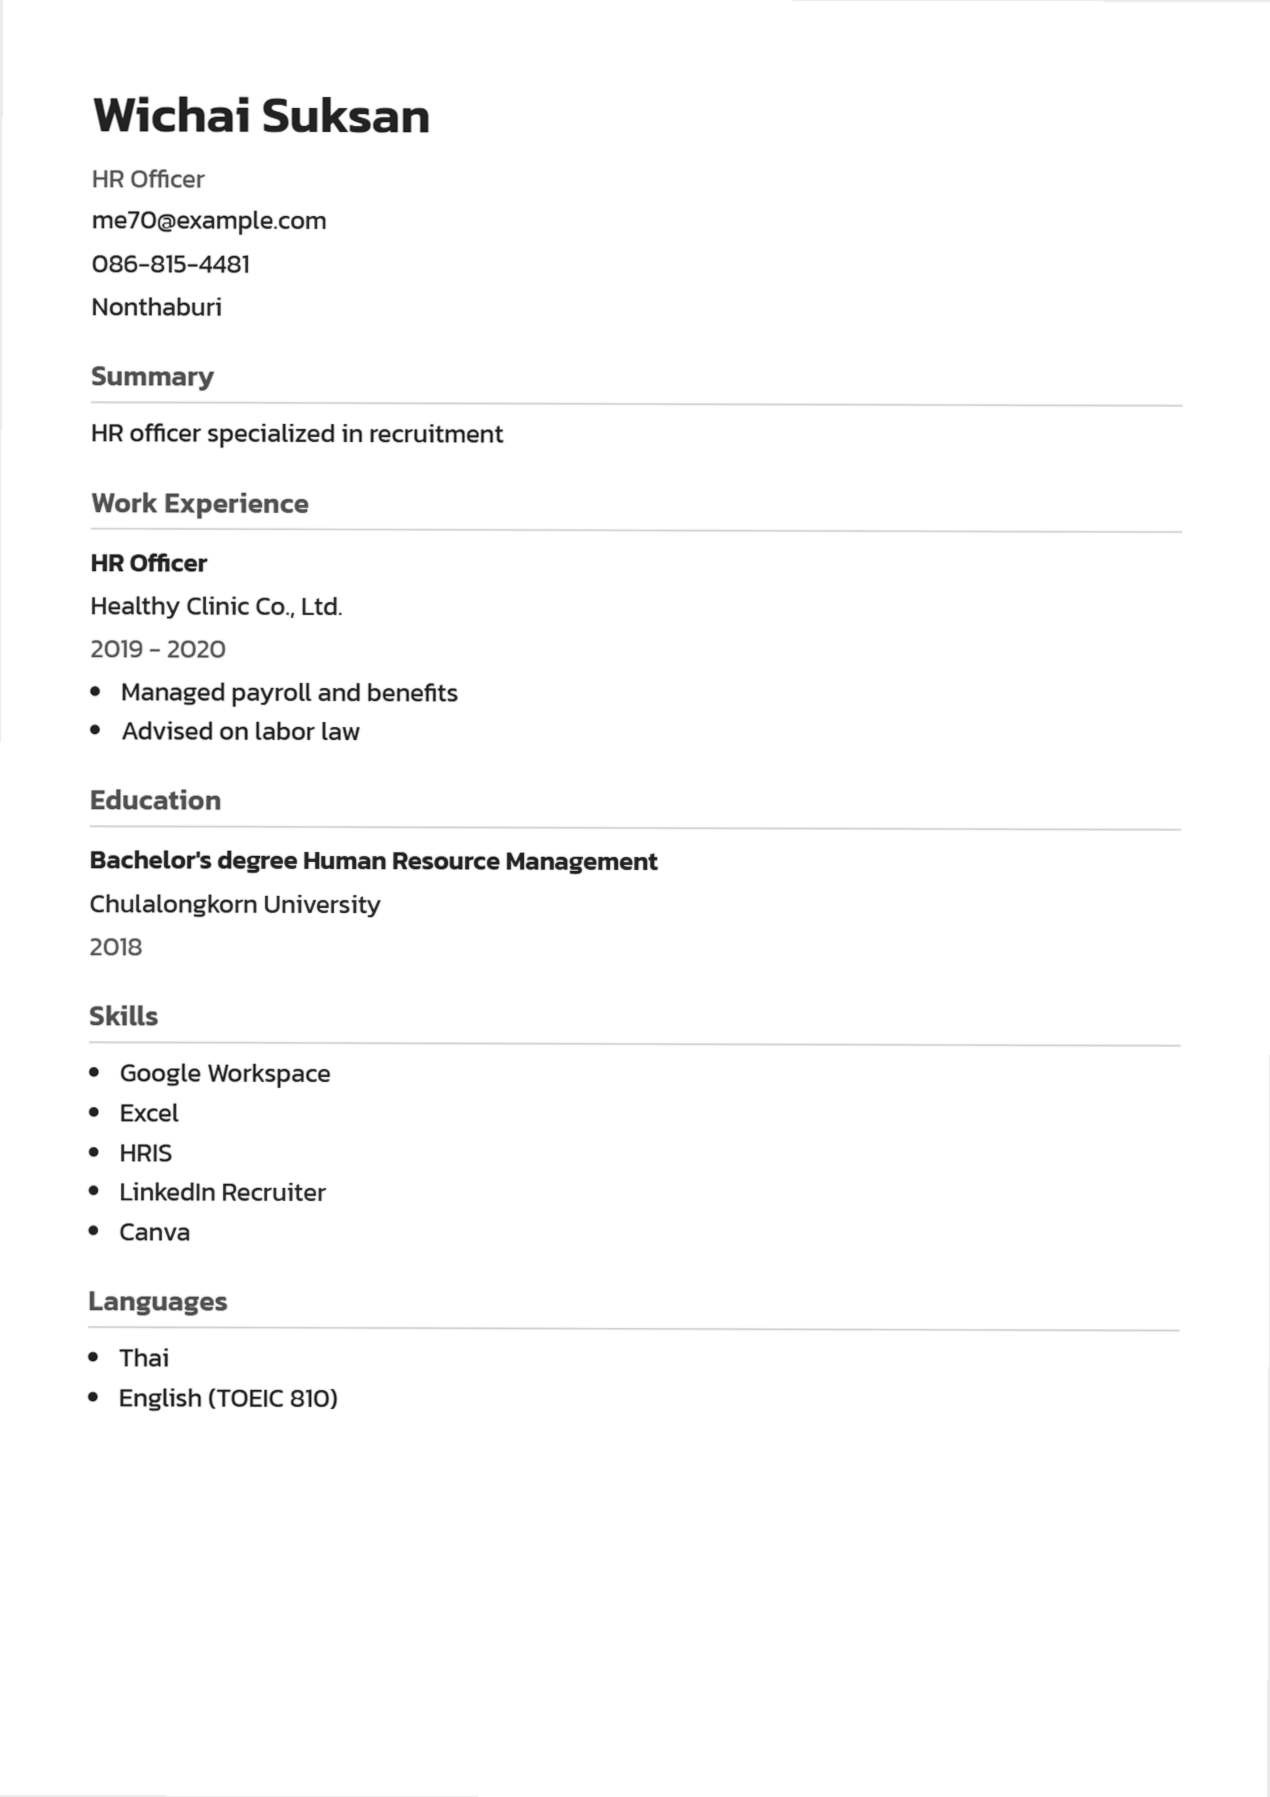 Wichai Suksan
HR Officer
me70@example.com
086-815-4481
Nonthaburi
Summary
HR officer specialized in recruitment
Work Experience
HR Officer
Healthy Clinic Co., Ltd.
2019 – 2020
• Managed payroll and benefits
• Advised on labor law
Education
Bachelor's degree Human Resource Management
Chulalongkorn University
2018
Skills
• Google Workspace
• Excel
• HRIS
• LinkedIn Recruiter
• Canva
Languages
• Thai
• English (TOEIC 810)